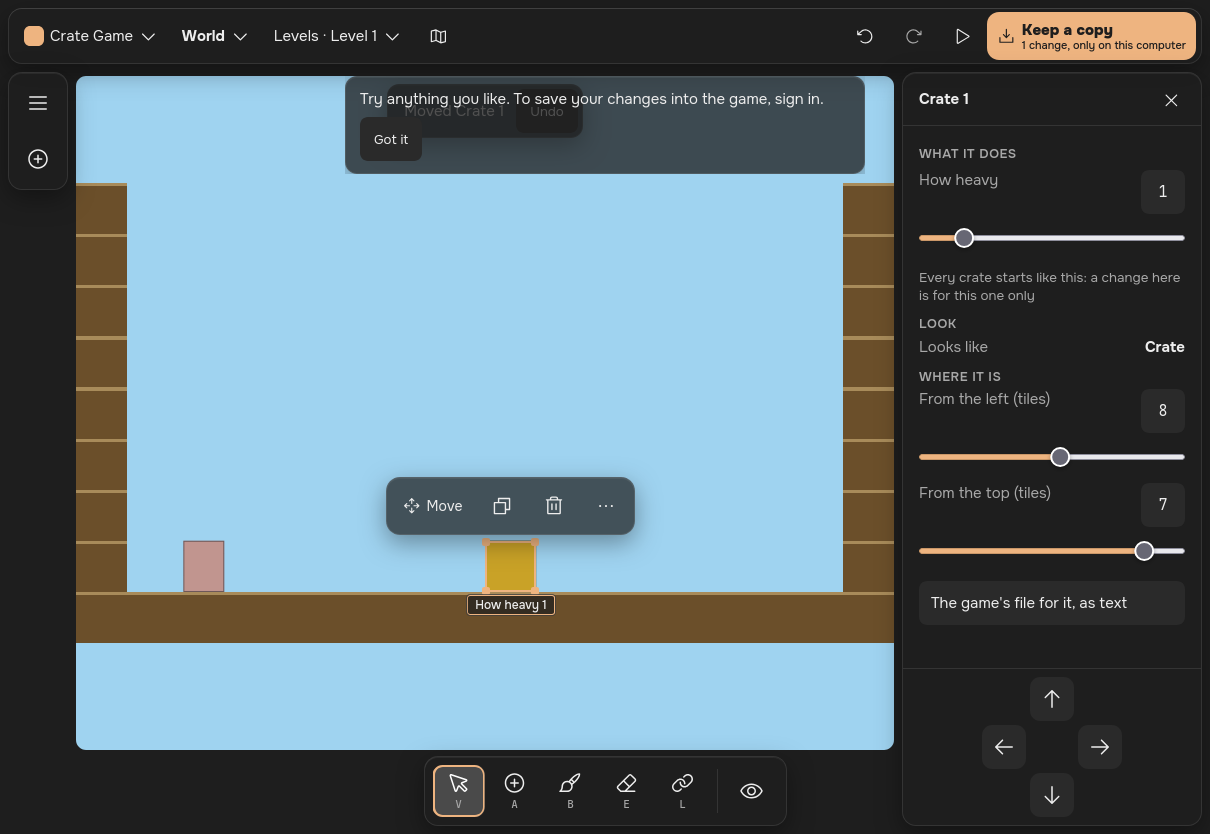 Crate Game
World
Levels · Level 1
Keep a copy
1 change, only on this computer
Try anything you like. To save your changes into the game, sign in.
Moved Crate 1
Undo
Got it
Crate 1
WHAT IT DOES
How heavy
1
Every crate starts like this: a change here
is for this one only
LOOK
Looks like
Crate
WHERE IT IS
From the left (tiles)
8
From the top (tiles)
7
The game's file for it, as text
Move
How heavy 1
V
A
B
E
L